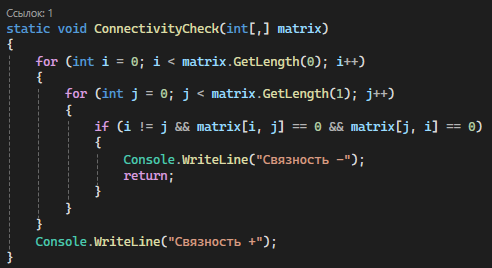 Ссылок: 1
static void ConnectivityCheck(int[,] matrix)
{
    for (int i = 0; i < matrix.GetLength(0); i++)
    {
        for (int j = 0; j < matrix.GetLength(1); j++)
        {
            if (i != j && matrix[i, j] == 0 && matrix[j, i] == 0)
            {
                Console.WriteLine("Связность -");
                return;
            }
        }
    }
    Console.WriteLine("Связность +");
}